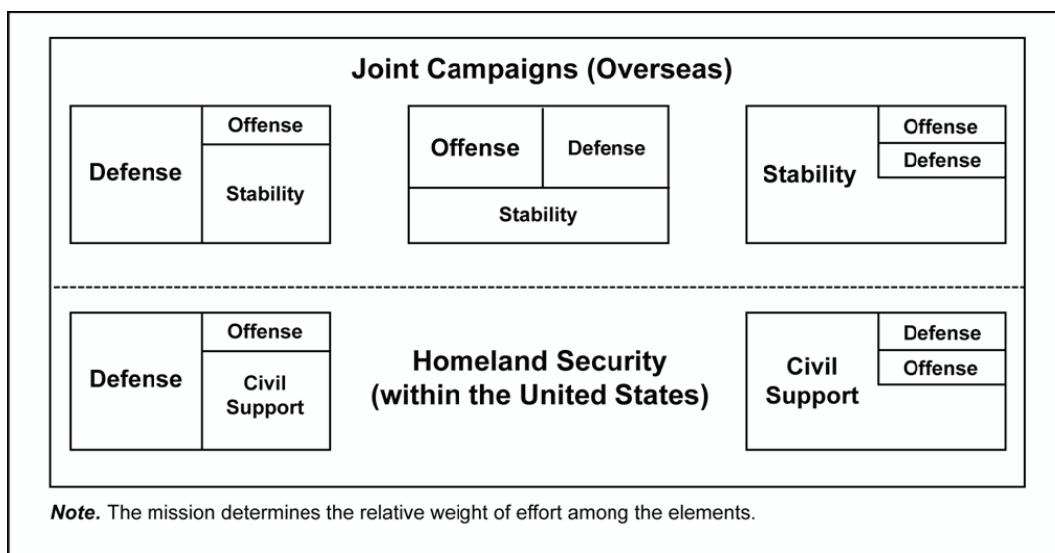 Joint Campaigns (Overseas)
Defense
Offense
Stability
Offense
Defense
Stability
Stability
Offense
Defense
Defense
Offense
Civil
Support
Homeland Security
(within the United States)
Civil
Support
Defense
Offense
Note. The mission determines the relative weight of effort among the elements.